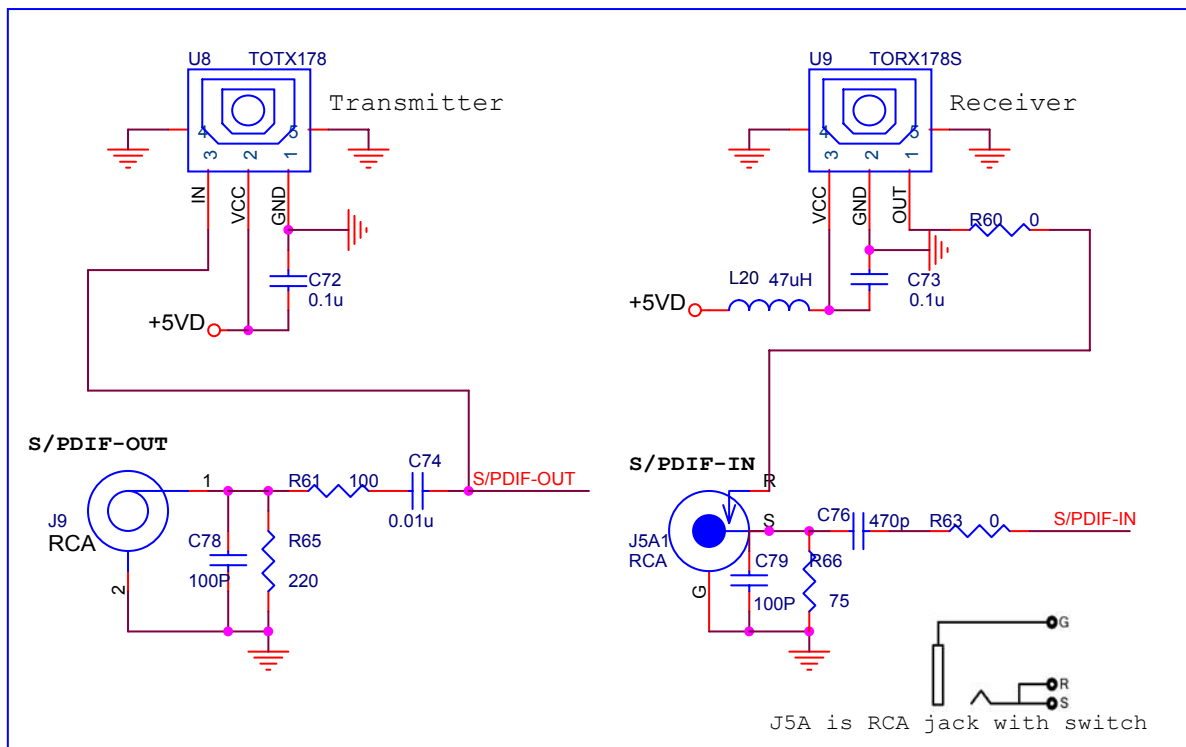 U8 TOTX178
Transmitter
4 5
3 2 1
IN VCC GND
C72
0.1u
+5VD
U9 TORX178S
Receiver
4 5
3 2 1
VCC GND OUT
R60 0
L20 47uH
C73
0.1u
+5VD
S/PDIF-OUT
1
R61 100
C74
0.01u
S/PDIF-OUT
J9
RCA
C78
100P
R65
220
2
S/PDIF-IN
R
S
C76
470p
R63 0
S/PDIF-IN
J5A1
RCA
C79
100P
R66
75
G
G
R
S
J5A is RCA jack with switch